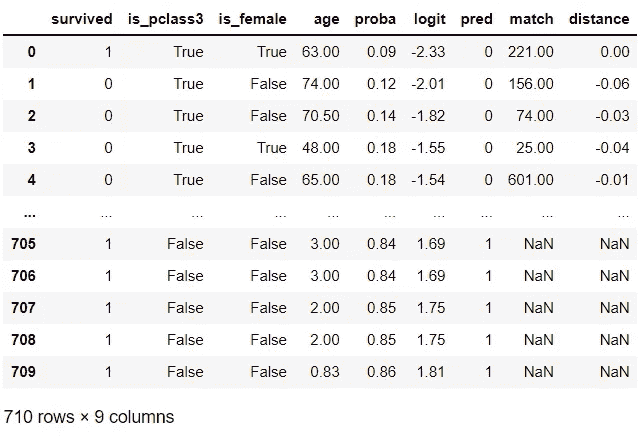 survived is_pclass3 is_female age proba logit pred match distance
0 1 True True 63.00 0.09 -2.33 0 221.00 0.00
1 0 True False 74.00 0.12 -2.01 0 156.00 -0.06
2 0 True False 70.50 0.14 -1.82 0 74.00 -0.03
3 0 True True 48.00 0.18 -1.55 0 25.00 -0.04
4 0 True False 65.00 0.18 -1.54 0 601.00 -0.01
... ... ... ... ... ... ... ... ... ...
705 1 False False 3.00 0.84 1.69 1 NaN NaN
706 1 False False 3.00 0.84 1.69 1 NaN NaN
707 1 False False 2.00 0.85 1.75 1 NaN NaN
708 1 False False 2.00 0.85 1.75 1 NaN NaN
709 1 False False 0.83 0.86 1.81 1 NaN NaN
710 rows × 9 columns